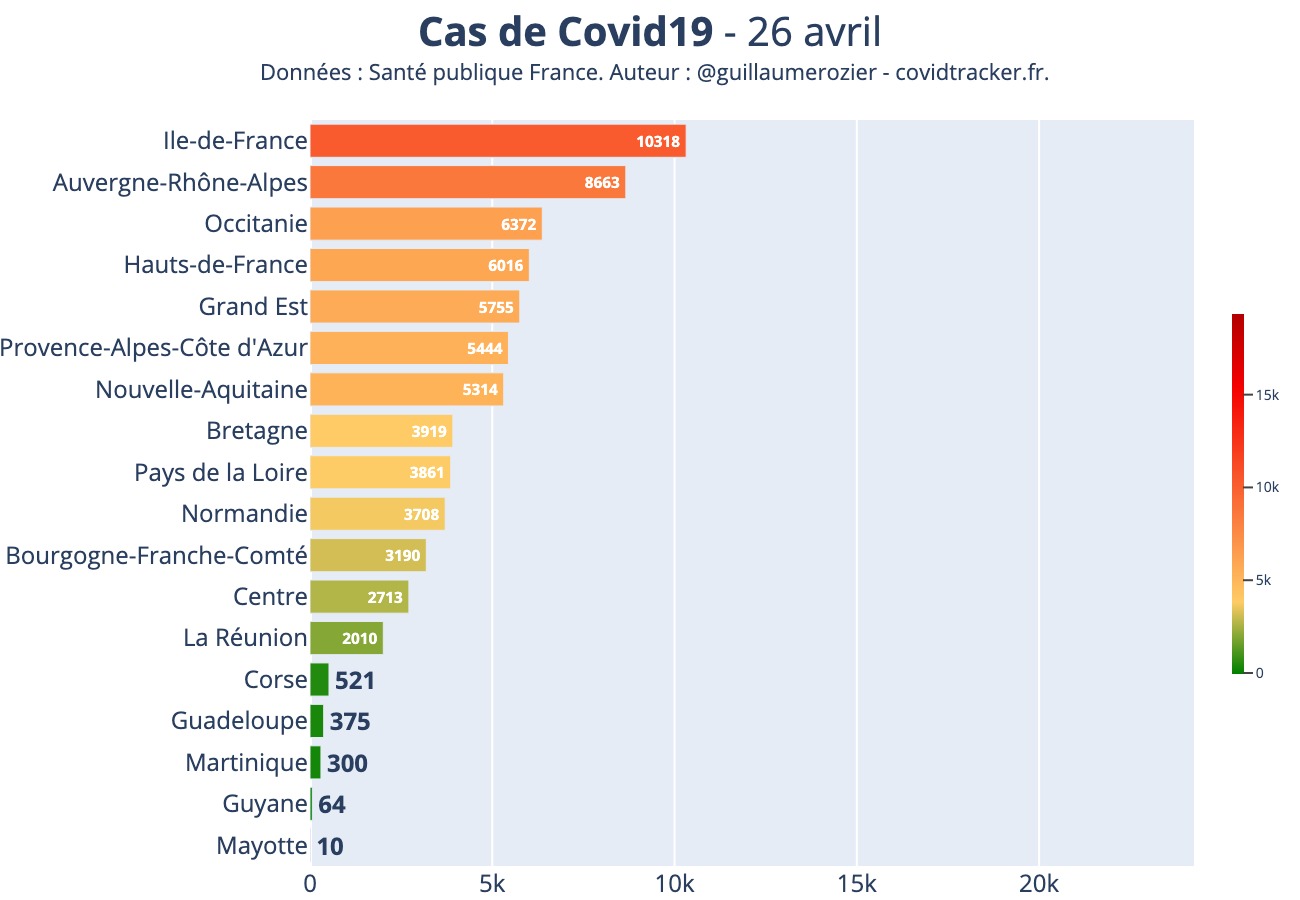 Cas de Covid19 - 26 avril
Données : Santé publique France. Auteur : @guillaumerozier - covidtracker.fr.
Ile-de-France 10318
Auvergne-Rhône-Alpes 8663
Occitanie 6372
Hauts-de-France 6016
Grand Est 5755
Provence-Alpes-Côte d'Azur 5444
Nouvelle-Aquitaine 5314
Bretagne 3919
Pays de la Loire 3861
Normandie 3708
Bourgogne-Franche-Comté 3190
Centre 2713
La Réunion 2010
Corse 521
Guadeloupe 375
Martinique 300
Guyane 64
Mayotte 10
0 5k 10k 15k 20k
15k
10k
5k
0